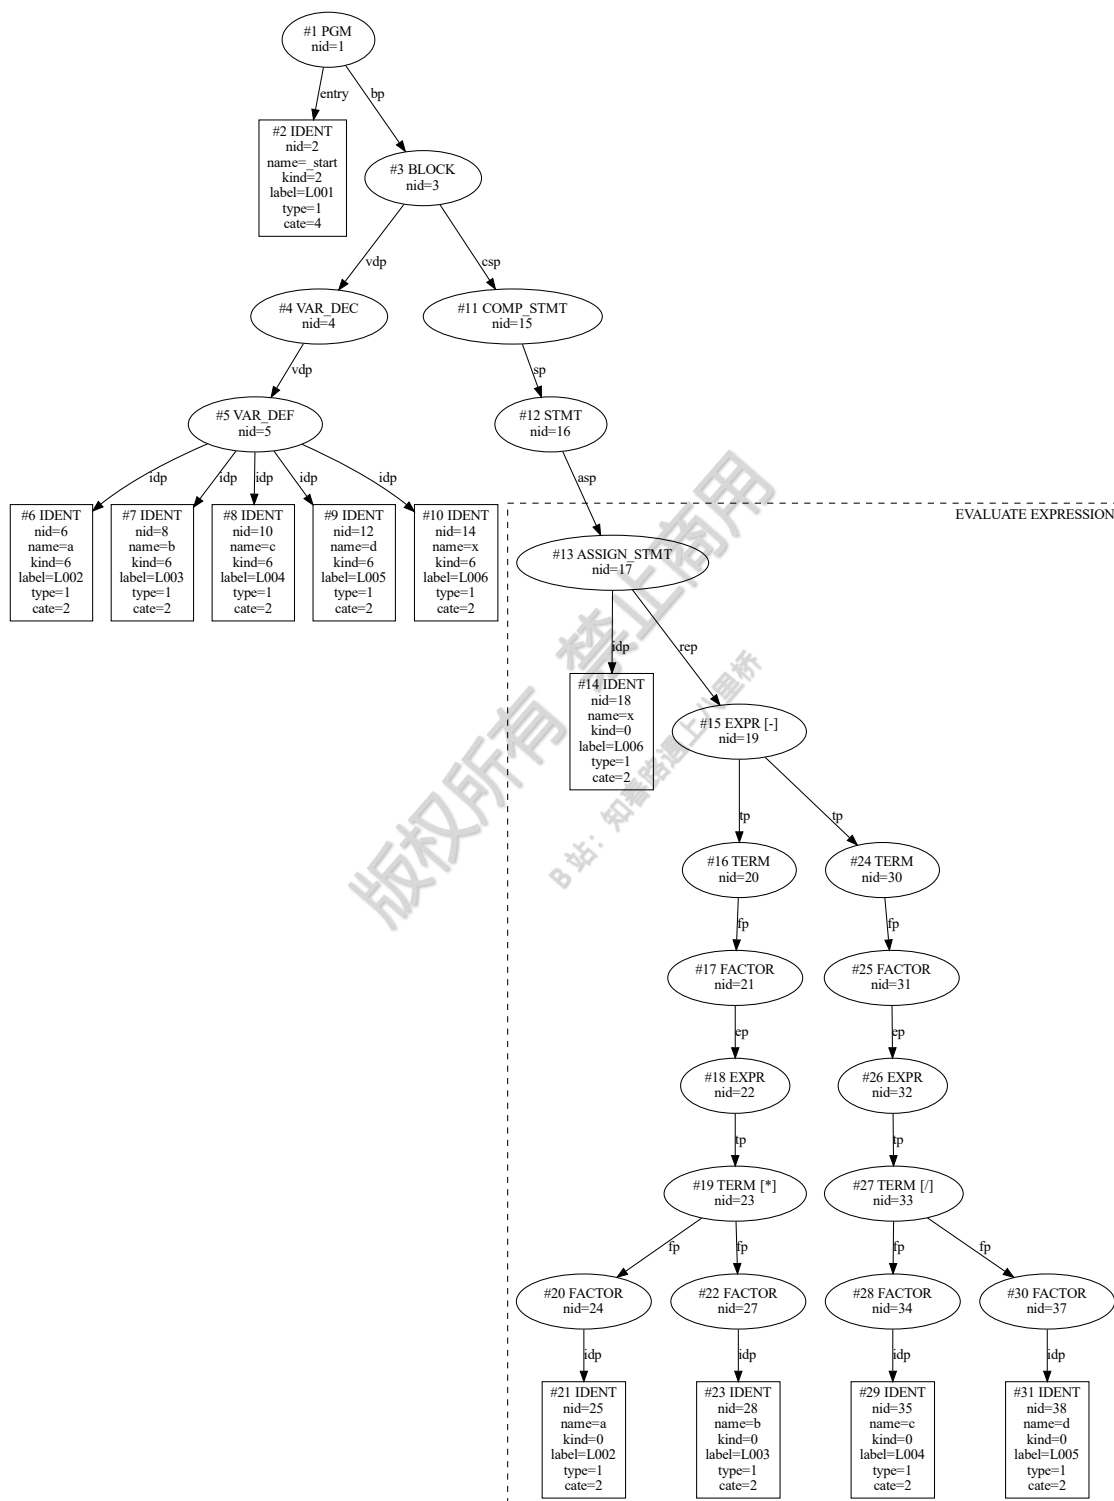 #1 PGM
nid=1
entry
bp
#2 IDENT
nid=2
name=_start
kind=2
label=L001
type=1
cate=4
#3 BLOCK
nid=3
vdp
csp
#4 VAR_DEC
nid=4
#11 COMP_STMT
nid=15
vdp
sp
#5 VAR_DEF
nid=5
#12 STMT
nid=16
idp
idp
idp
idp
idp
asp
#6 IDENT
nid=6
name=a
kind=6
label=L002
type=1
cate=2
#7 IDENT
nid=8
name=b
kind=6
label=L003
type=1
cate=2
#8 IDENT
nid=10
name=c
kind=6
label=L004
type=1
cate=2
#9 IDENT
nid=12
name=d
kind=6
label=L005
type=1
cate=2
#10 IDENT
nid=14
name=x
kind=6
label=L006
type=1
cate=2
EVALUATE EXPRESSION
#13 ASSIGN_STMT
nid=17
idp
rep
#14 IDENT
nid=18
name=x
kind=0
label=L006
type=1
cate=2
#15 EXPR [-]
nid=19
tp
tp
#16 TERM
nid=20
#24 TERM
nid=30
fp
fp
#17 FACTOR
nid=21
#25 FACTOR
nid=31
ep
ep
#18 EXPR
nid=22
#26 EXPR
nid=32
tp
tp
#19 TERM [*]
nid=23
#27 TERM [/]
nid=33
fp
fp
fp
fp
#20 FACTOR
nid=24
#22 FACTOR
nid=27
#28 FACTOR
nid=34
#30 FACTOR
nid=37
idp
idp
idp
idp
#21 IDENT
nid=25
name=a
kind=0
label=L002
type=1
cate=2
#23 IDENT
nid=28
name=b
kind=0
label=L003
type=1
cate=2
#29 IDENT
nid=35
name=c
kind=0
label=L004
type=1
cate=2
#31 IDENT
nid=38
name=d
kind=0
label=L005
type=1
cate=2
版权所有 禁止商用
B 站：知春路遇上八里桥